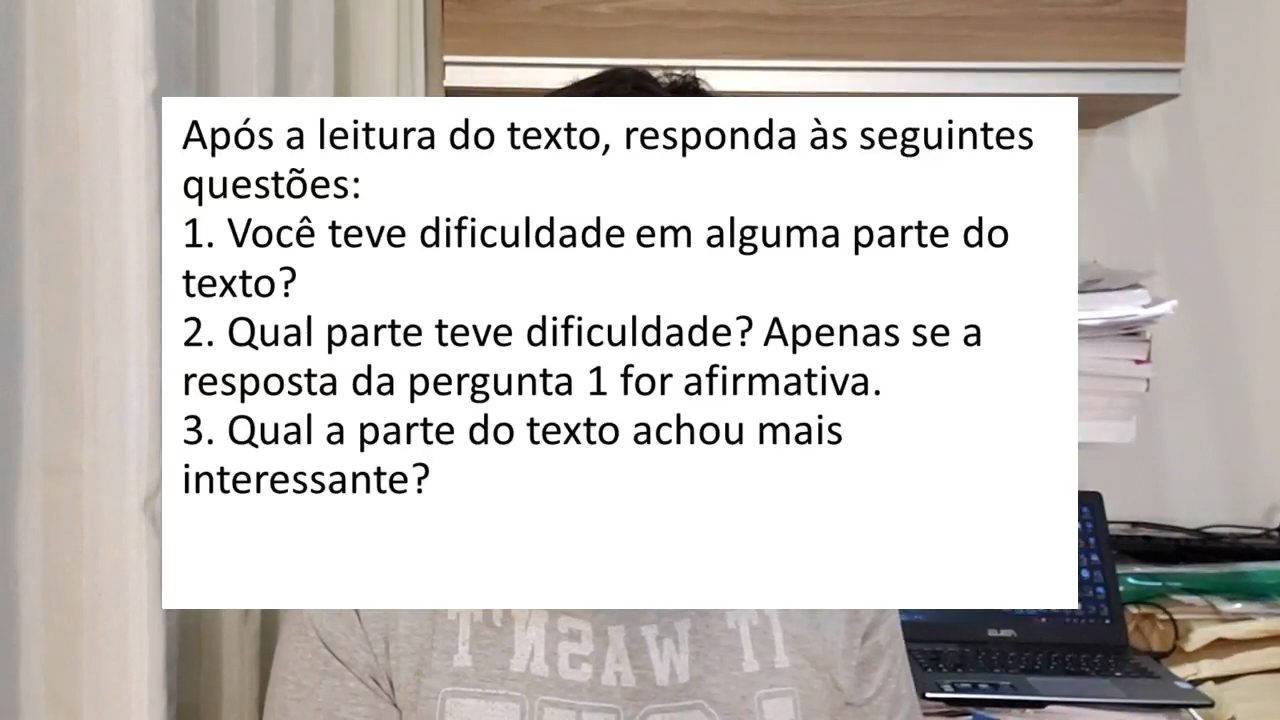 Após a leitura do texto, responda às seguintes
questões:
1. Você teve dificuldade em alguma parte do
texto?
2. Qual parte teve dificuldade? Apenas se a
resposta da pergunta 1 for afirmativa.
3. Qual a parte do texto achou mais
interessante?
IT WASN'T